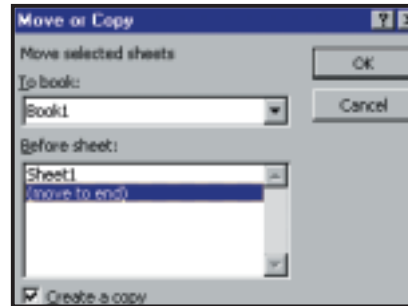 Move or Copy
Move selected sheets
OK
To book:
Book1
Cancel
Before sheet:
Sheet1
(move to end)
Create a copy